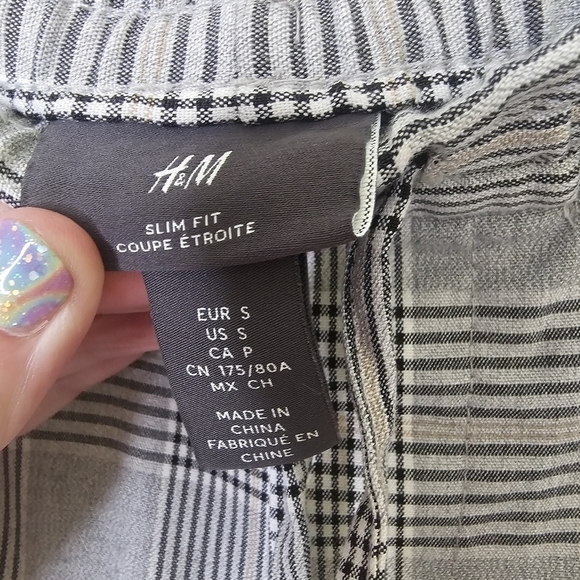 H&M
SLIM FIT
COUPE ÉTROITE
EUR S
US S
CA P
CN 175/80A
MX CH
MADE IN
CHINA
FABRIQUÉ EN
CHINE